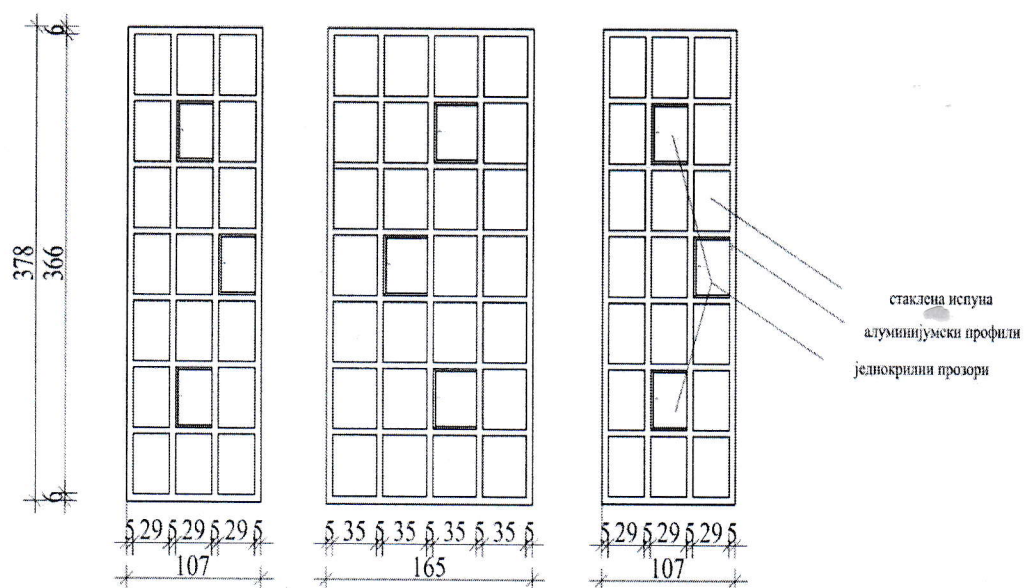 6
378
366
6
5 29 5 29 5 29 5
107
5 35 5 35 5 35 5 35 5
165
5 29 5 29 5 29 5
107
стаклена испуна
алуминијумски профили
једнокрилни прозори